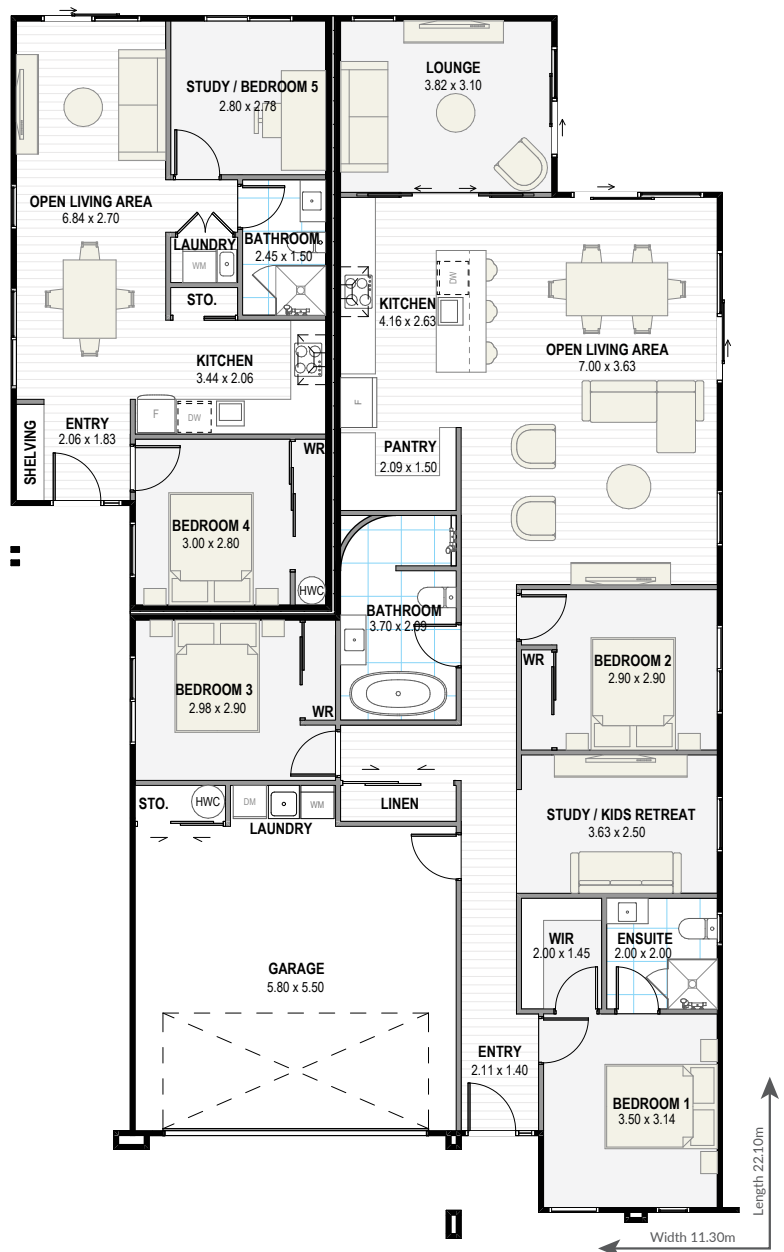 STUDY / BEDROOM 5
2.80 x 2.78
LOUNGE
3.82 x 3.10
OPEN LIVING AREA
6.84 x 2.70
LAUNDRY
WM
BATHROOM
2.45 x 1.50
STO.
KITCHEN
3.44 x 2.06
F
DW
SHELVING
ENTRY
2.06 x 1.83
WR
BEDROOM 4
3.00 x 2.80
HWC
DW
KITCHEN
4.16 x 2.63
OPEN LIVING AREA
7.00 x 3.63
F
PANTRY
2.09 x 1.50
BATHROOM
3.70 x 2.09
BEDROOM 3
2.98 x 2.90
WR
WR
BEDROOM 2
2.90 x 2.90
STO.
HWC
DM
WM
LAUNDRY
LINEN
STUDY / KIDS RETREAT
3.63 x 2.50
WIR
2.00 x 1.45
ENSUITE
2.00 x 2.00
GARAGE
5.80 x 5.50
ENTRY
2.11 x 1.40
BEDROOM 1
3.50 x 3.14
Length 22.10m
Width 11.30m